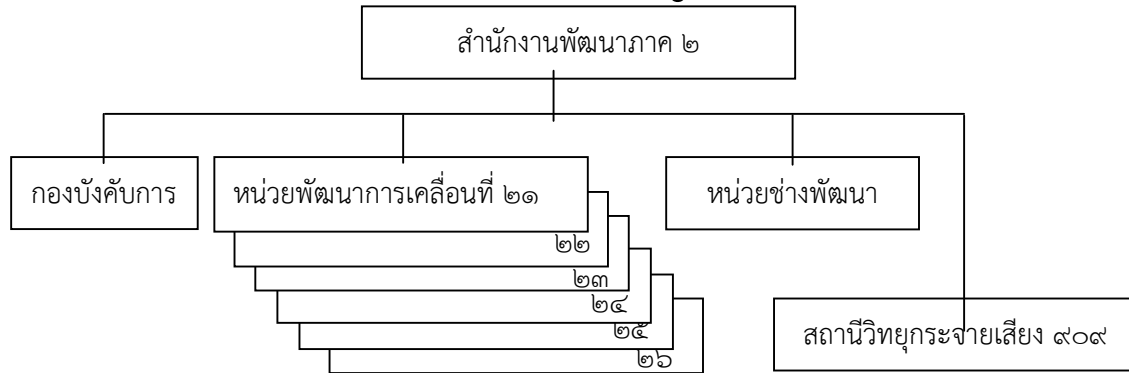 สำนักงานพัฒนาภาค ๒
กองบังคับการ
หน่วยพัฒนาการเคลื่อนที่ ๒๑
หน่วยช่างพัฒนา
๒๒
๒๓
๒๔
๒๕
๒๖
สถานีวิทยุกระจายเสียง ๙๐๙